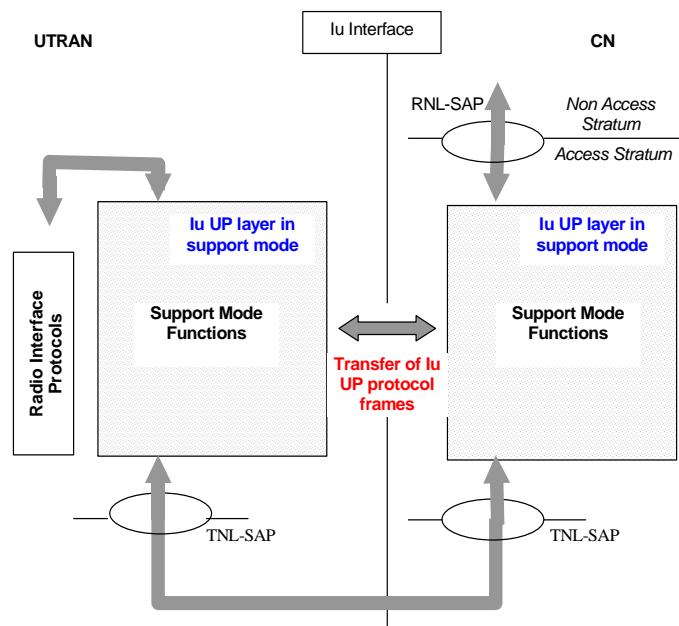 UTRAN
Iu Interface
CN
RNL-SAP
Non Access
Stratum
Access Stratum
Iu UP layer in
support mode
Support Mode
Functions
Radio Interface
Protocols
Transfer of Iu
UP protocol
frames
Iu UP layer in
support mode
Support Mode
Functions
TNL-SAP
TNL-SAP